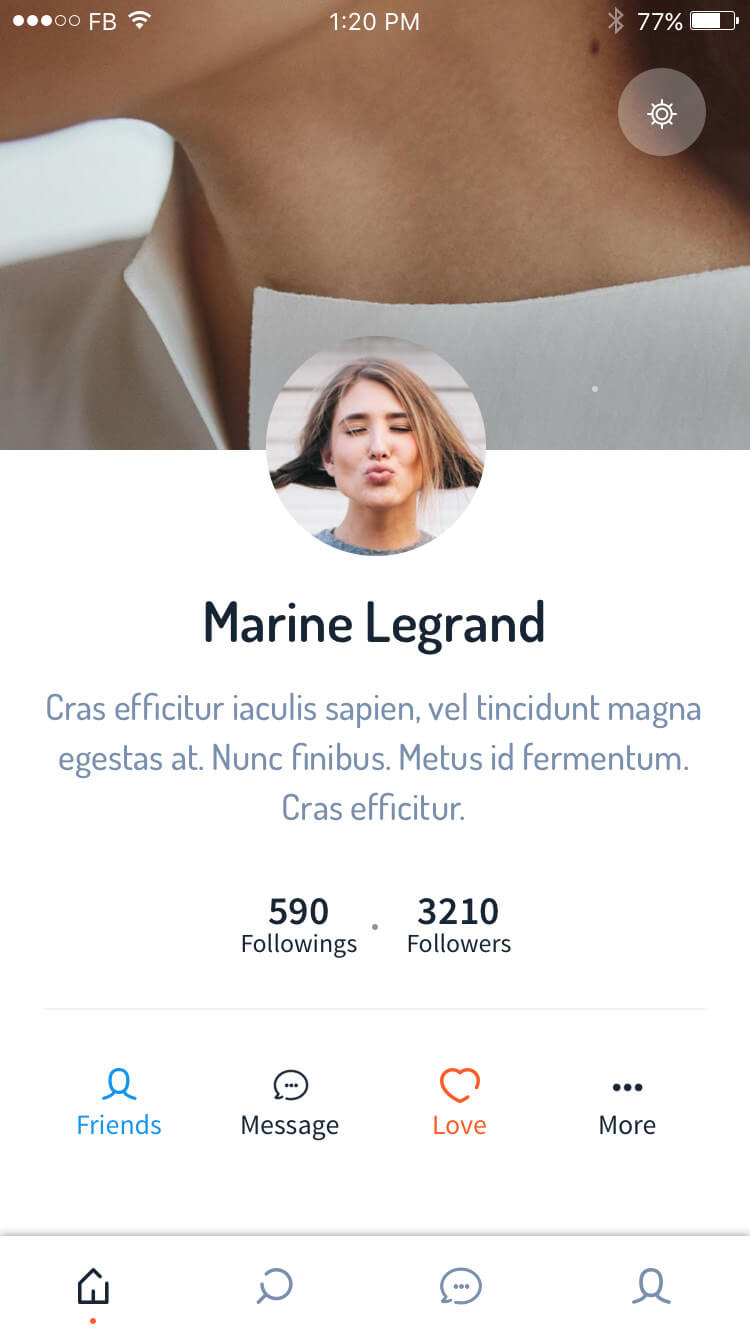 FB 1:20 PM 77%
Marine Legrand
Cras efficitur iaculis sapien, vel tincidunt magna
egestas at. Nunc finibus. Metus id fermentum.
Cras efficitur.
590 3210
Followings Followers
Friends Message Love More